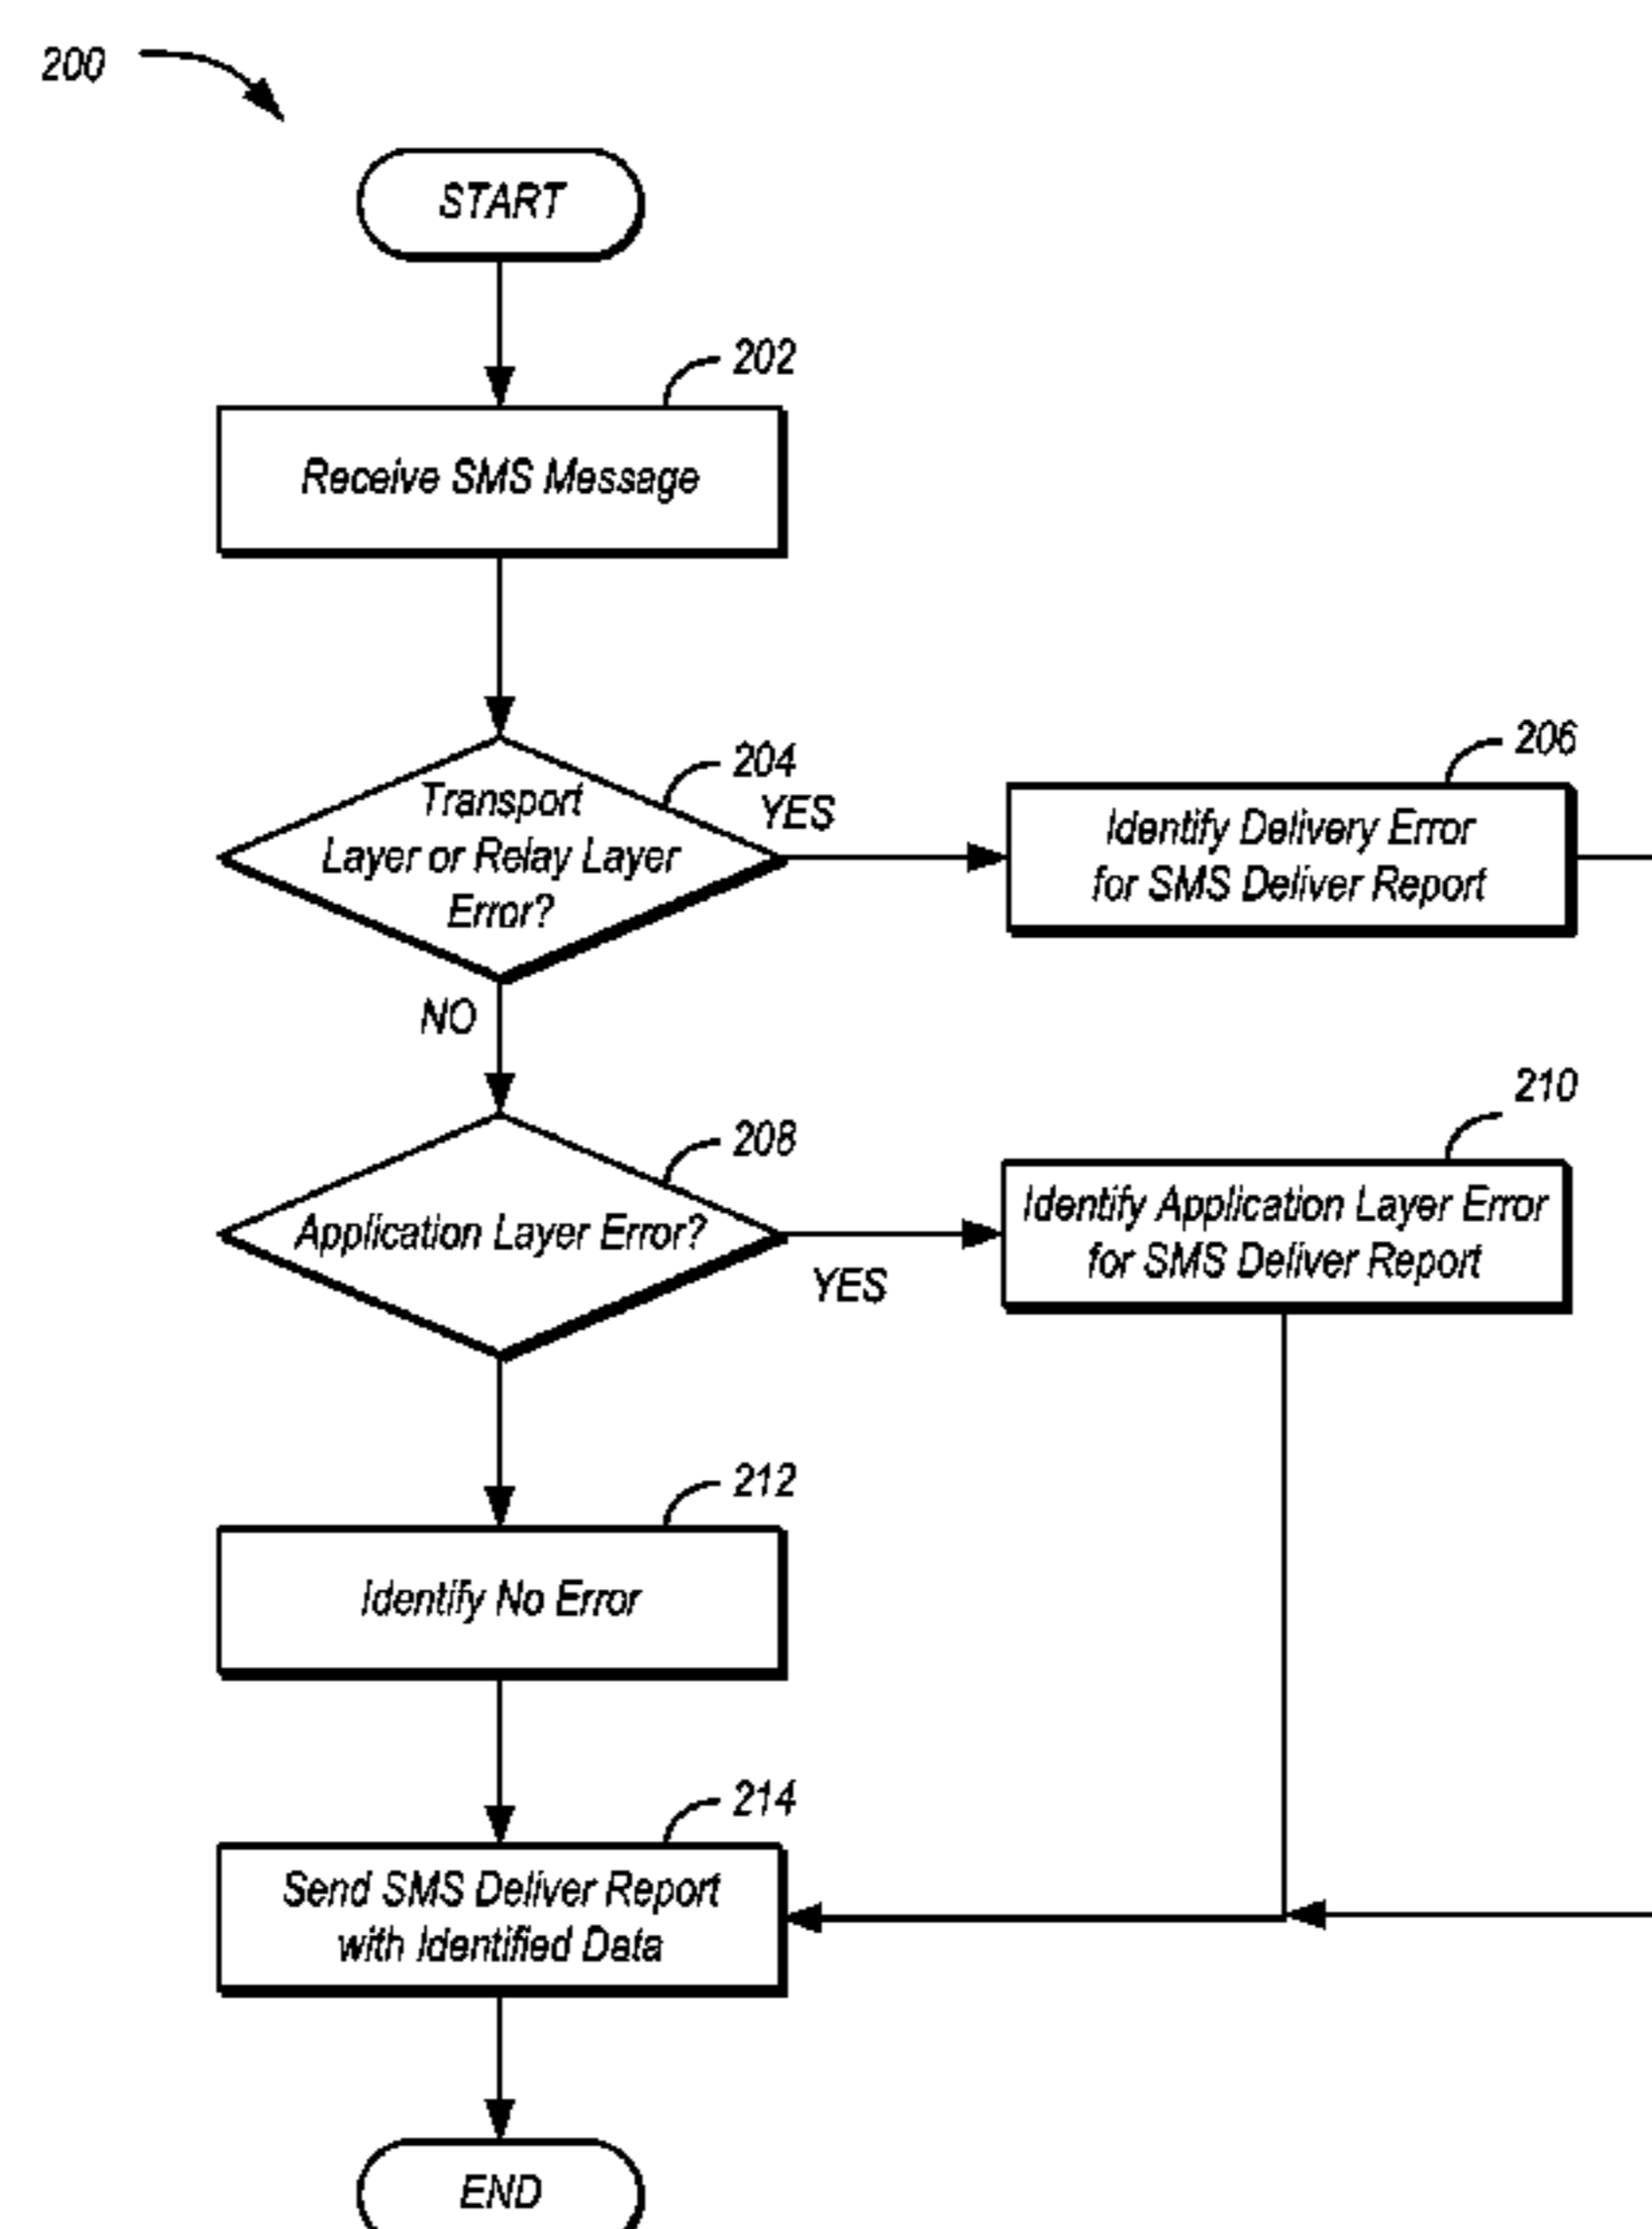 200
START
202
Receive SMS Message
204
Transport
Layer or Relay Layer
Error?
YES
206
Identify Delivery Error
for SMS Deliver Report
NO
208
Application Layer Error?
YES
210
Identify Application Layer Error
for SMS Deliver Report
212
Identify No Error
214
Send SMS Deliver Report
with Identified Data
END